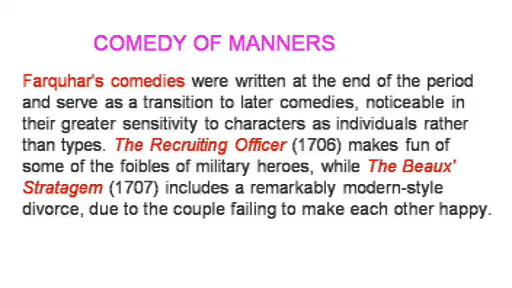 COMEDY OF MANNERS
Farquhar's comedies were written at the end of the period
and serve as a transition to later comedies, noticeable in
their greater sensitivity to characters as individuals rather
than types. The Recruiting Officer (1706) makes fun of
some of the foibles of military heroes, while The Beaux'
Stratagem (1707) includes a remarkably modern-style
divorce, due to the couple failing to make each other happy.